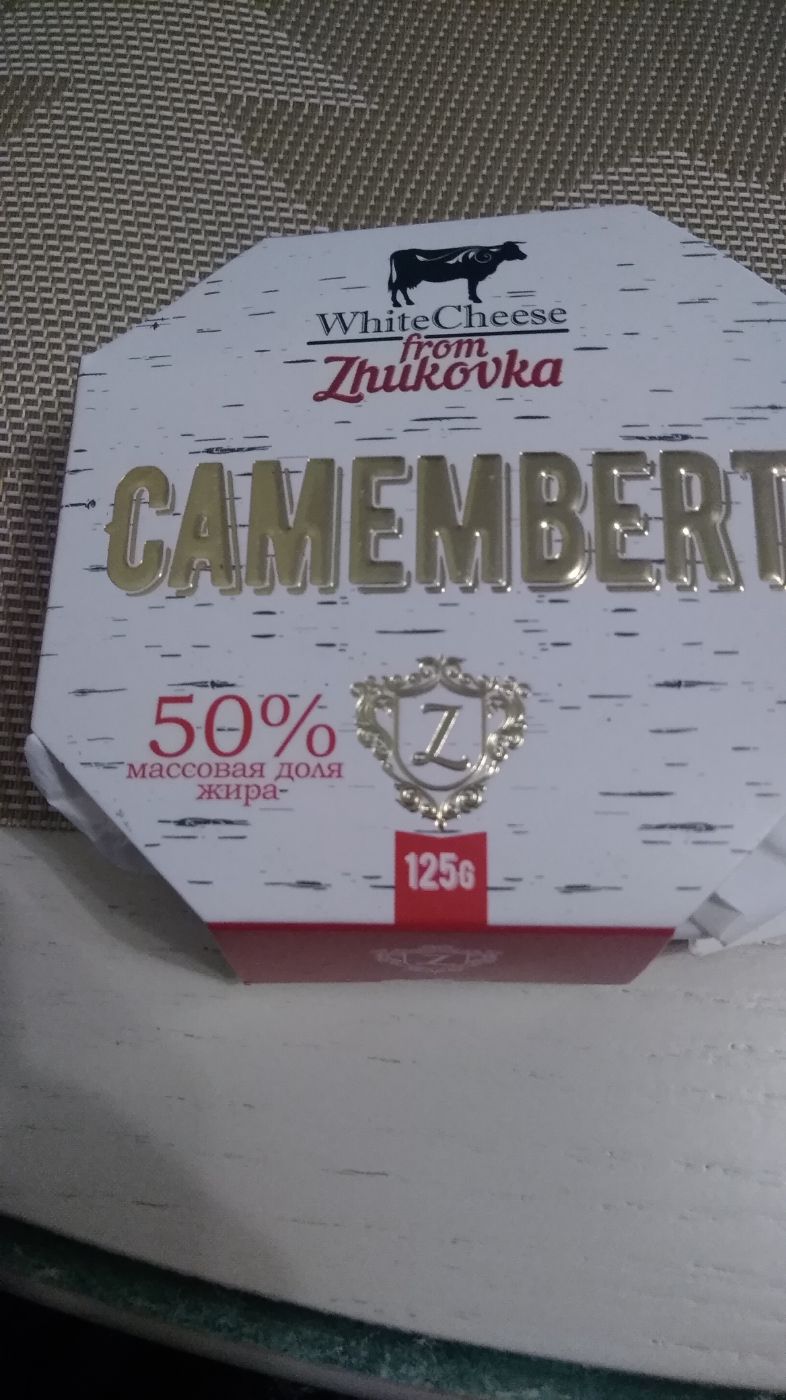 WhiteCheese
from
Zhukovka
CAMEMBERT
50%
массовая доля
жира
Z
125G
Z